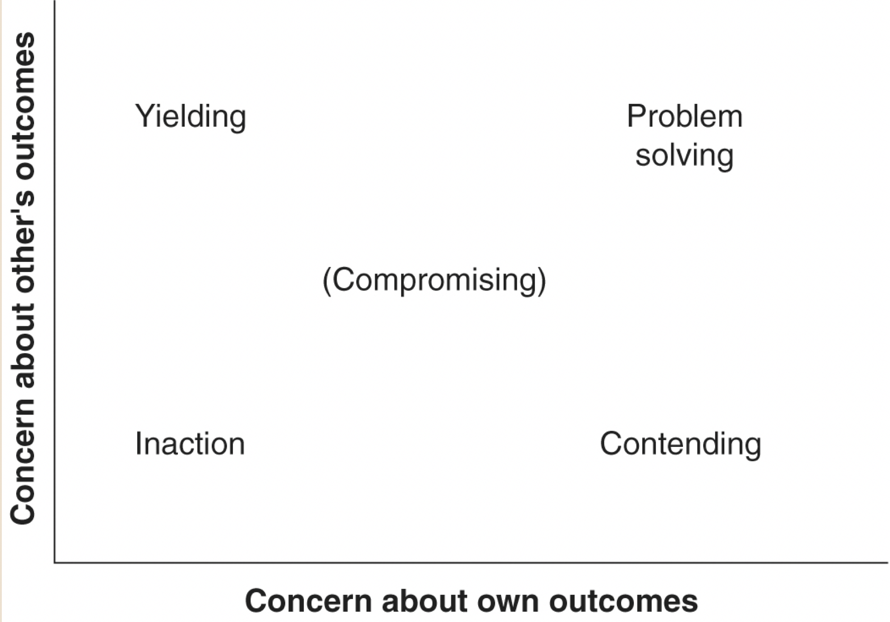 Concern about other's outcomes
Yielding
Problem
solving
(Compromising)
Inaction
Contending
Concern about own outcomes